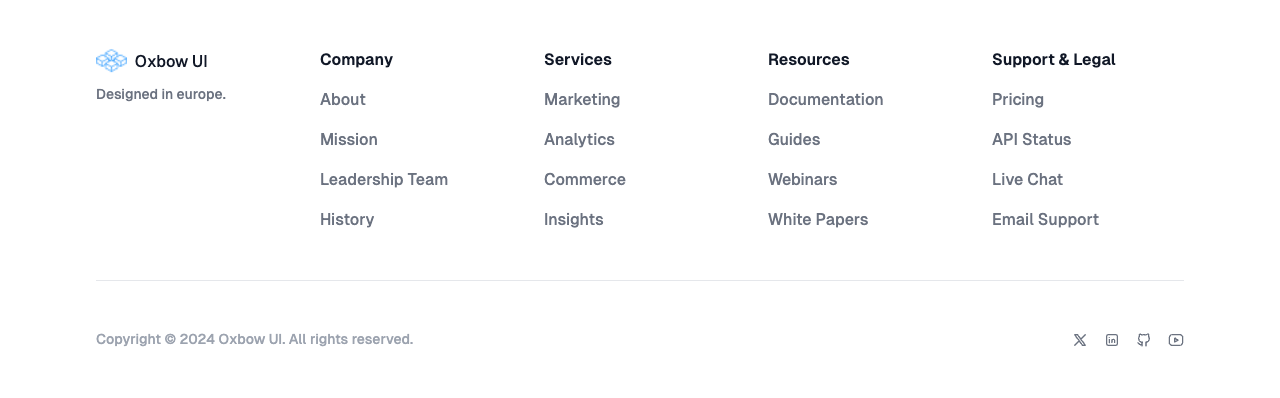 Oxbow UI
Designed in europe.
Company
About
Mission
Leadership Team
History
Services
Marketing
Analytics
Commerce
Insights
Resources
Documentation
Guides
Webinars
White Papers
Support & Legal
Pricing
API Status
Live Chat
Email Support
Copyright © 2024 Oxbow UI. All rights reserved.